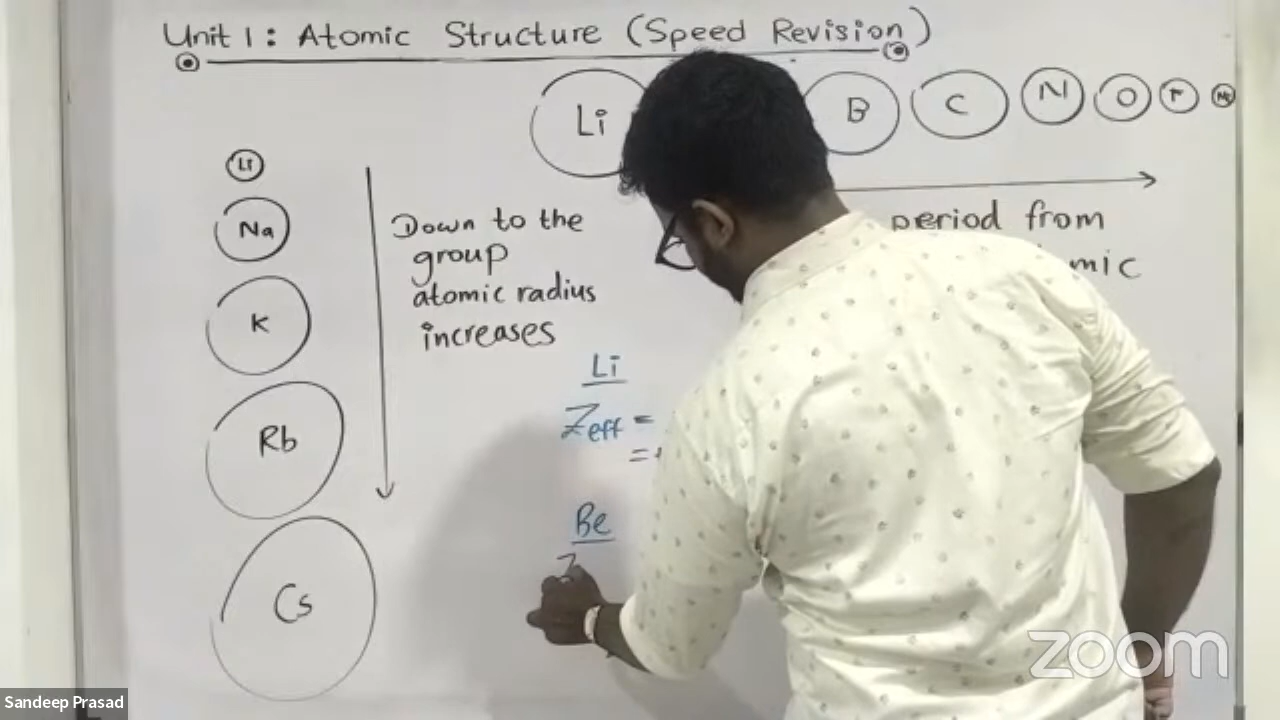 Unit 1: Atomic Structure (Speed Revision)
Li B C N O F Ne
Li
Na
K
Rb
Cs
Down to the
group
atomic radius
increases
period from
mic
Li
Zeff =
=
Be
Z
zoom
Sandeep Prasad